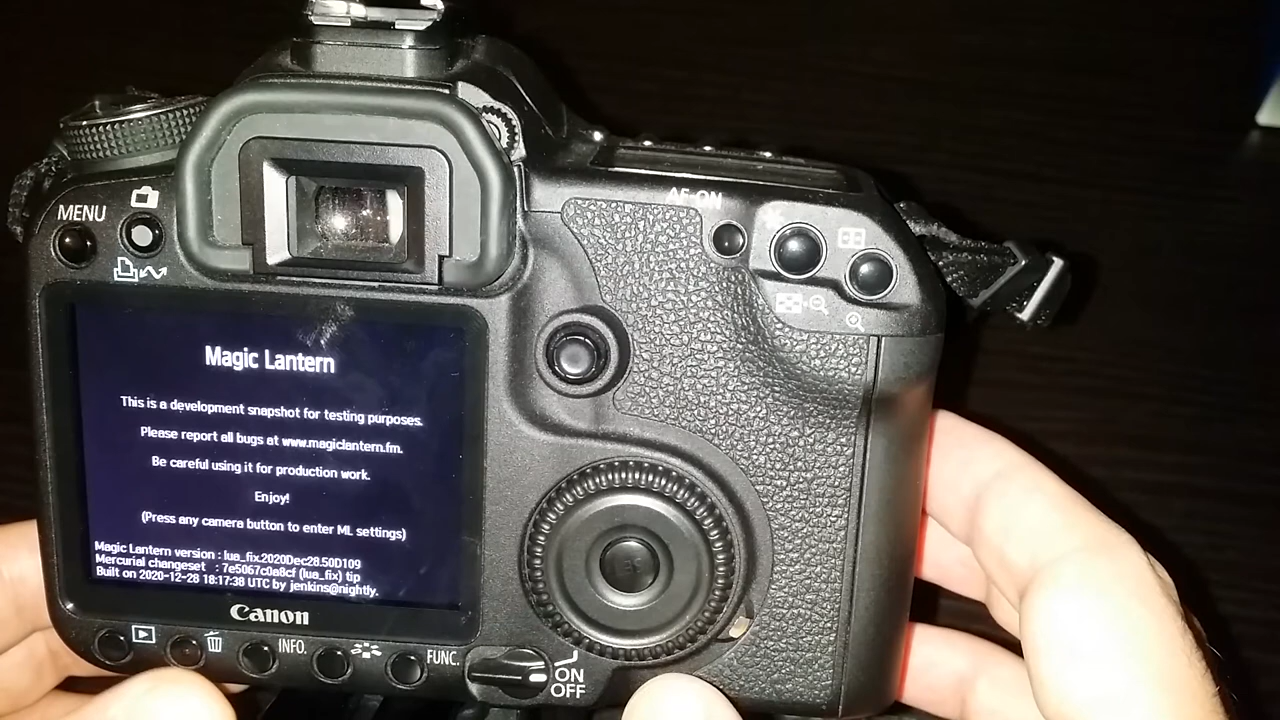 MENU
AF-ON
Magic Lantern
This is a development snapshot for testing purposes.
Please report all bugs at www.magiclantern.fm.
Be careful using it for production work.
Enjoy!
(Press any camera button to enter ML settings)
Magic Lantern version : lua_fix.2020Dec28.50D109
Mercurial changeset : 7e5067c0a8cf (lua_fix) tip
Built on 2020-12-28 18:17:38 UTC by jenkins@nightly.
SET
Canon
INFO.
FUNC.
ON
OFF